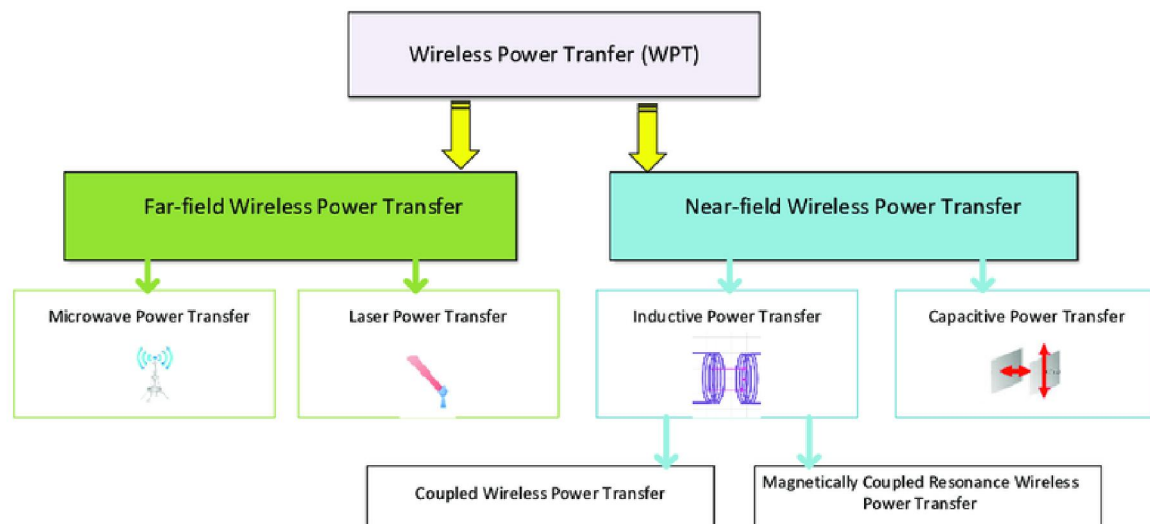 Wireless Power Tranfer (WPT)
Far-field Wireless Power Transfer
Near-field Wireless Power Transfer
Microwave Power Transfer
Laser Power Transfer
Inductive Power Transfer
Capacitive Power Transfer
Coupled Wireless Power Transfer
Magnetically Coupled Resonance Wireless
Power Transfer